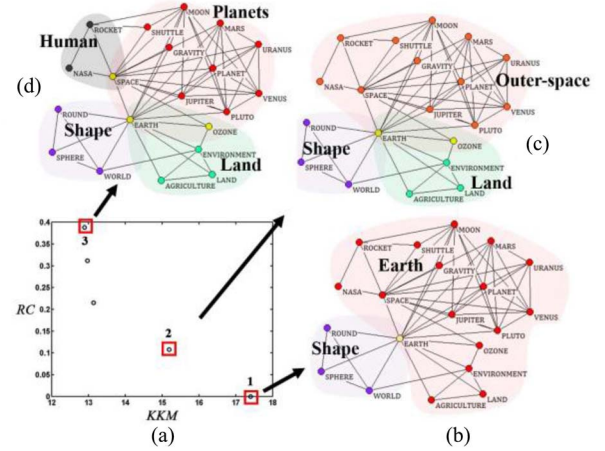 MOON
Planets
ROCKET
MARS
SHUTTLE
Human
GRAVITY
URANUS
NASA
SPACE
PLANET
(d)
JUPITER
VENUS
PLUTO
ROUND
EARTH
OZONE
Shape
SPHERE
ENVIRONMENT
WORLD
Land
LAND
AGRICULTURE
MOON
ROCKET
MARS
SHUTTLE
GRAVITY
URANUS
Outer-space
NASA
SPACE
PLANET
JUPITER
VENUS
PLUTO
ROUND
EARTH
OZONE
(c)
Shape
SPHERE
ENVIRONMENT
WORLD
Land
LAND
AGRICULTURE
0.4
0.35
0.3
0.25
RC
0.2
0.15
0.1
0.05
0
3
2
1
12 13 14 15 16 17 18
KKM
(a)
MOON
ROCKET
MARS
SHUTTLE
Earth
GRAVITY
URANUS
NASA
SPACE
PLANET
JUPITER
VENUS
PLUTO
ROUND
EARTH
OZONE
Shape
SPHERE
ENVIRONMENT
WORLD
LAND
AGRICULTURE
(b)